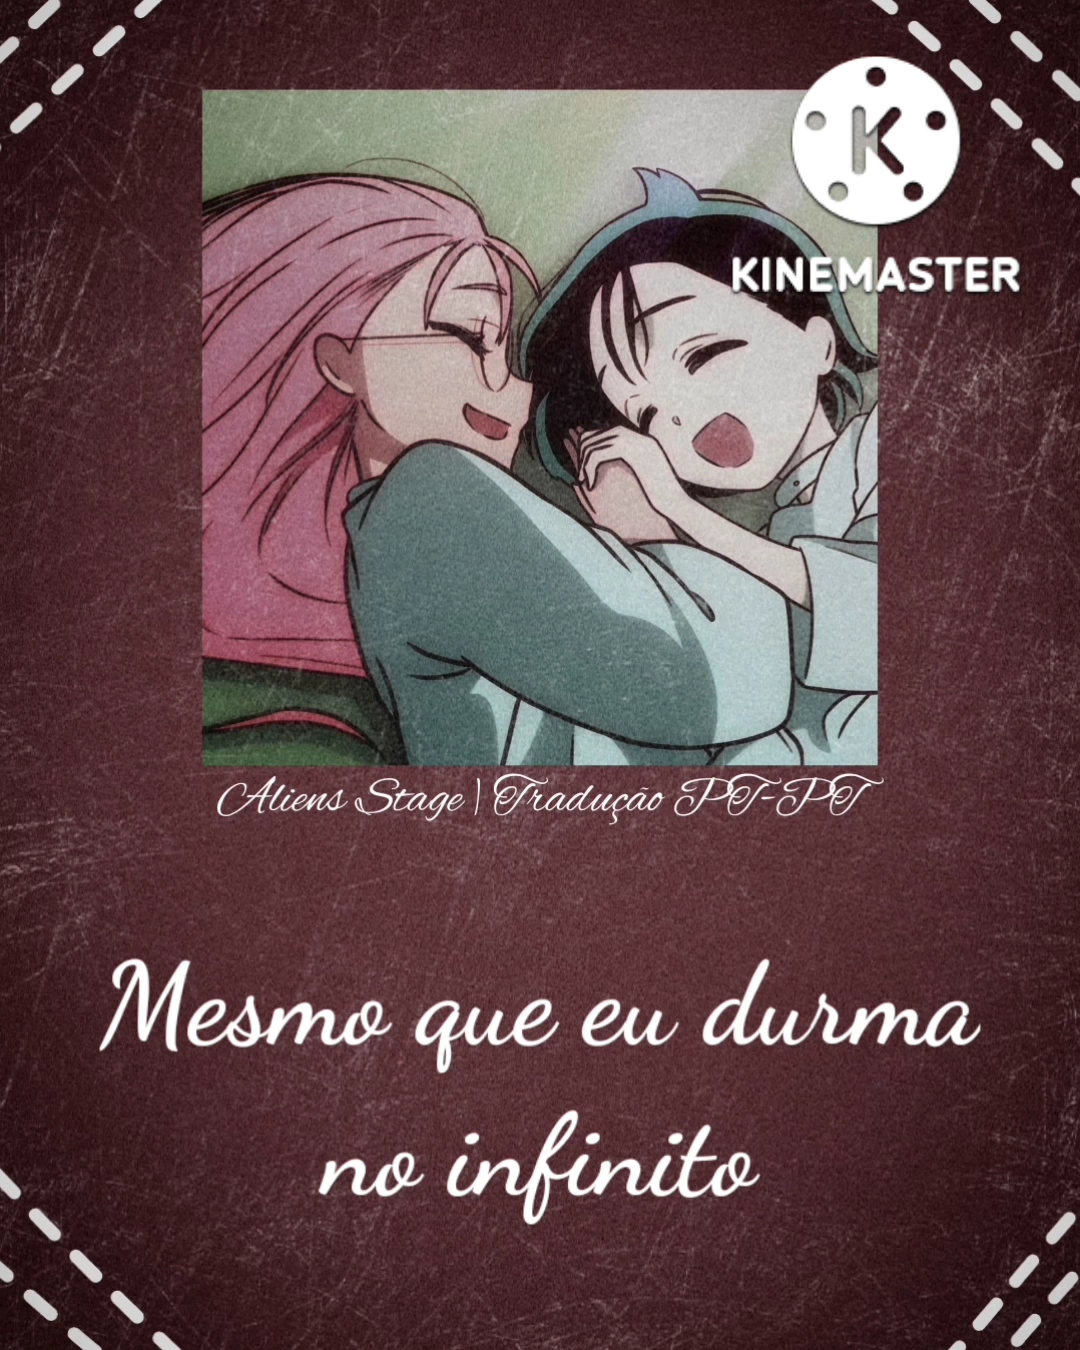 K
KINEMASTER
Aliens Stage | Tradução PT-PT
Mesmo que eu durma
no infinito